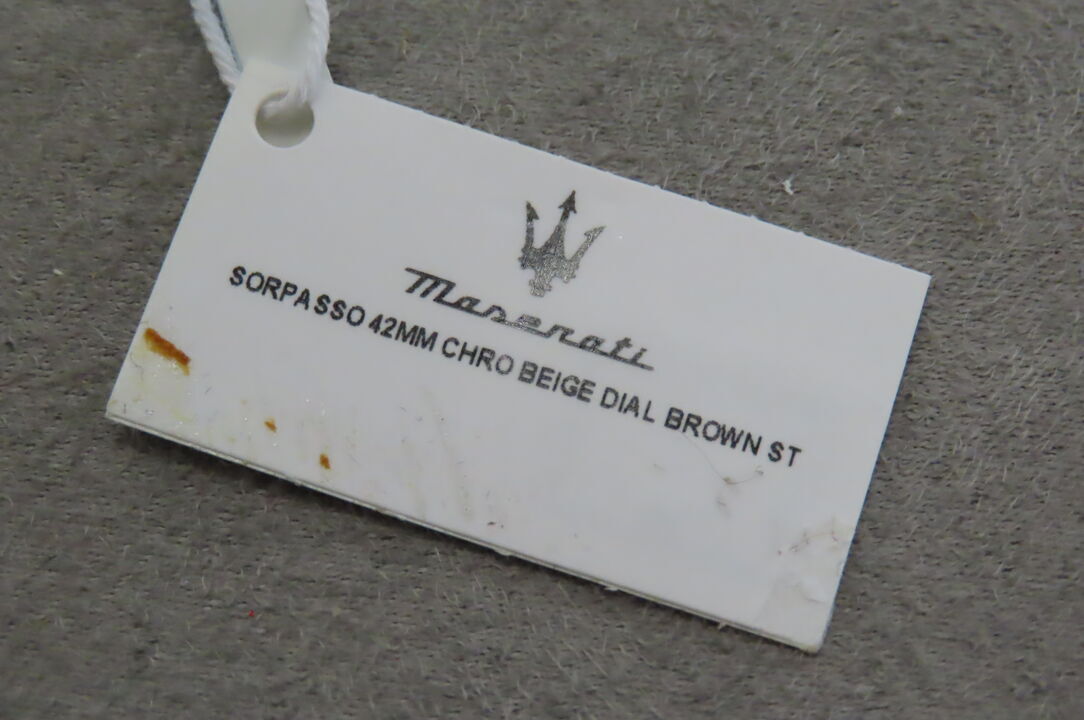 Maserati
SORPASSO 42MM CHRO BEIGE DIAL BROWN ST